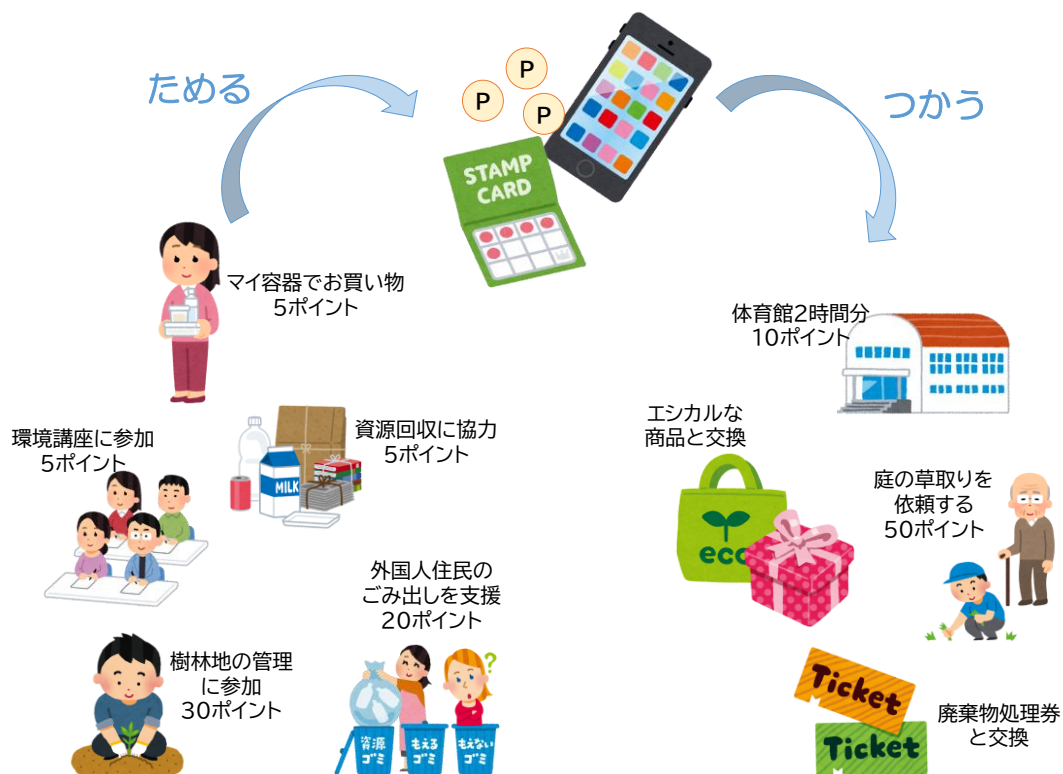 ためる
P
P
P
STAMP
CARD
つかう
マイ容器でお買い物
5ポイント
環境講座に参加
5ポイント
資源回収に協力
5ポイント
MILK
外国人住民の
ごみ出しを支援
20ポイント
樹林地の管理
に参加
30ポイント
資源
ゴミ
もえる
ゴミ
もえない
ゴミ
?
体育館2時間分
10ポイント
エシカルな
商品と交換
eco
庭の草取りを
依頼する
50ポイント
Ticket
Ticket
廃棄物処理券
と交換